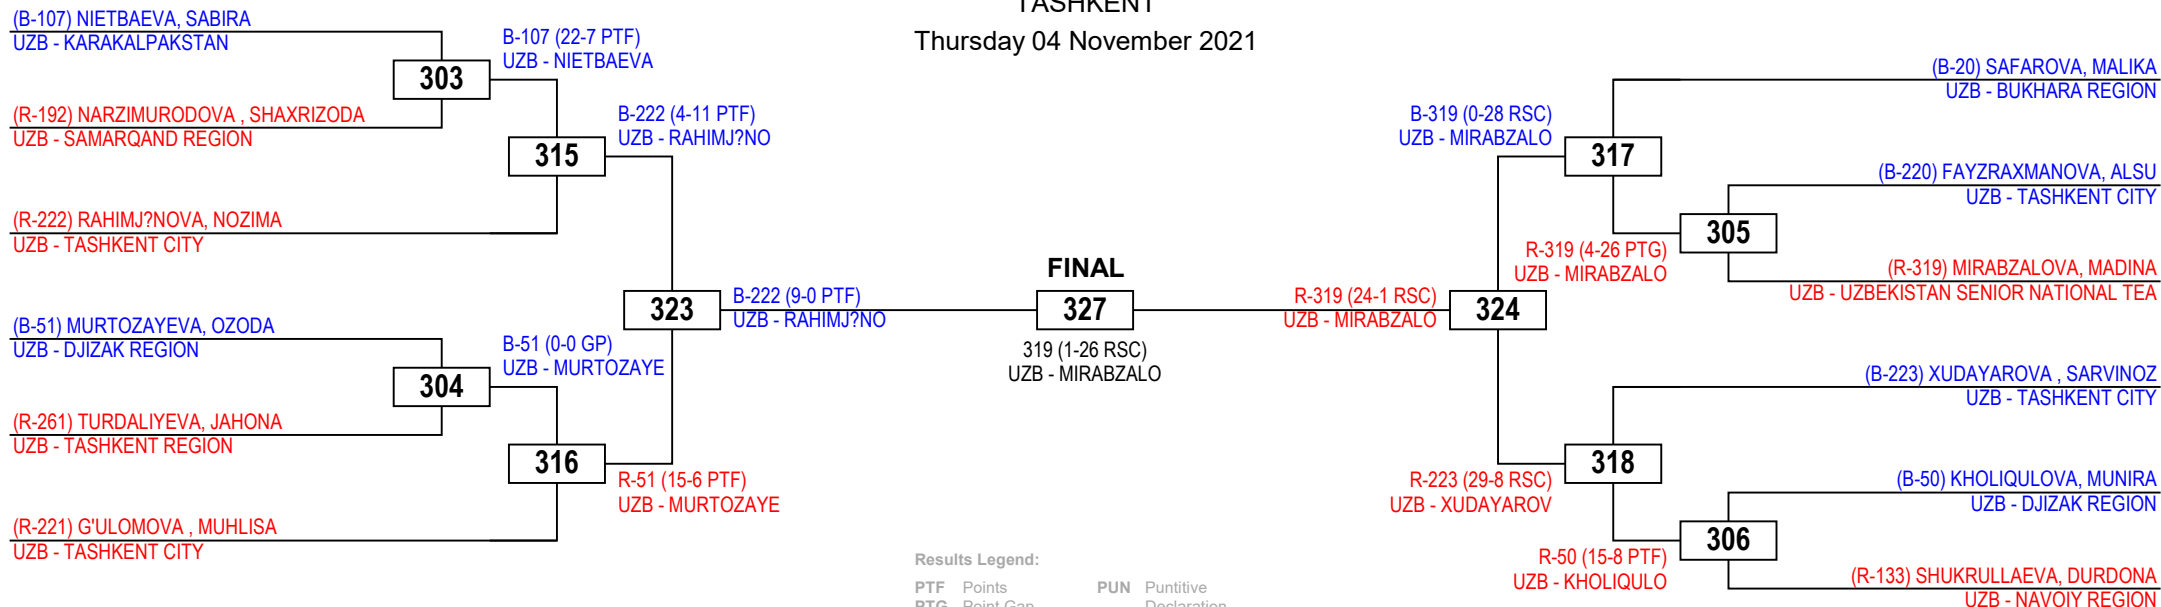 TASHKENT
Thursday 04 November 2021
(B-107) NIETBAEVA, SABIRA
UZB - KARAKALPAKSTAN
303
B-107 (22-7 PTF)
UZB - NIETBAEVA
(R-192) NARZIMURODOVA , SHAXRIZODA
UZB - SAMARQAND REGION
B-222 (4-11 PTF)
UZB - RAHIMJ?NO
315
(R-222) RAHIMJ?NOVA, NOZIMA
UZB - TASHKENT CITY
323
B-222 (9-0 PTF)
UZB - RAHIMJ?NO
(B-51) MURTOZAYEVA, OZODA
UZB - DJIZAK REGION
B-51 (0-0 GP)
UZB - MURTOZAYE
304
(R-261) TURDALIYEVA, JAHONA
UZB - TASHKENT REGION
316
R-51 (15-6 PTF)
UZB - MURTOZAYE
(R-221) G'ULOMOVA , MUHLISA
UZB - TASHKENT CITY
FINAL
327
319 (1-26 RSC)
UZB - MIRABZALO
(B-20) SAFAROVA, MALIKA
UZB - BUKHARA REGION
B-319 (0-28 RSC)
UZB - MIRABZALO
317
(B-220) FAYZRAXMANOVA, ALSU
UZB - TASHKENT CITY
305
R-319 (4-26 PTG)
UZB - MIRABZALO
(R-319) MIRABZALOVA, MADINA
UZB - UZBEKISTAN SENIOR NATIONAL TEA
R-319 (24-1 RSC)
UZB - MIRABZALO
324
(B-223) XUDAYAROVA , SARVINOZ
UZB - TASHKENT CITY
318
R-223 (29-8 RSC)
UZB - XUDAYAROV
(B-50) KHOLIQULOVA, MUNIRA
UZB - DJIZAK REGION
306
R-50 (15-8 PTF)
UZB - KHOLIQULO
(R-133) SHUKRULLAEVA, DURDONA
UZB - NAVOIY REGION
Results Legend:
PTF Points PUN Puntitive
PTG Point Gap Declaration